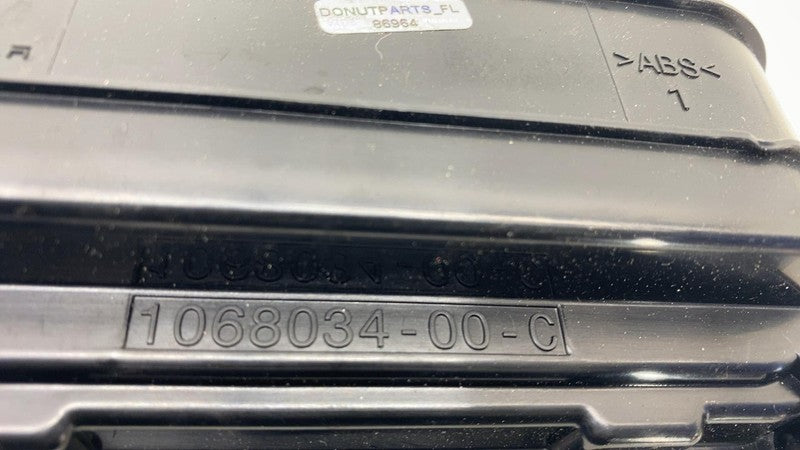 DONUTPARTS_FL
86964
>ABS<
1
1068034-00-C